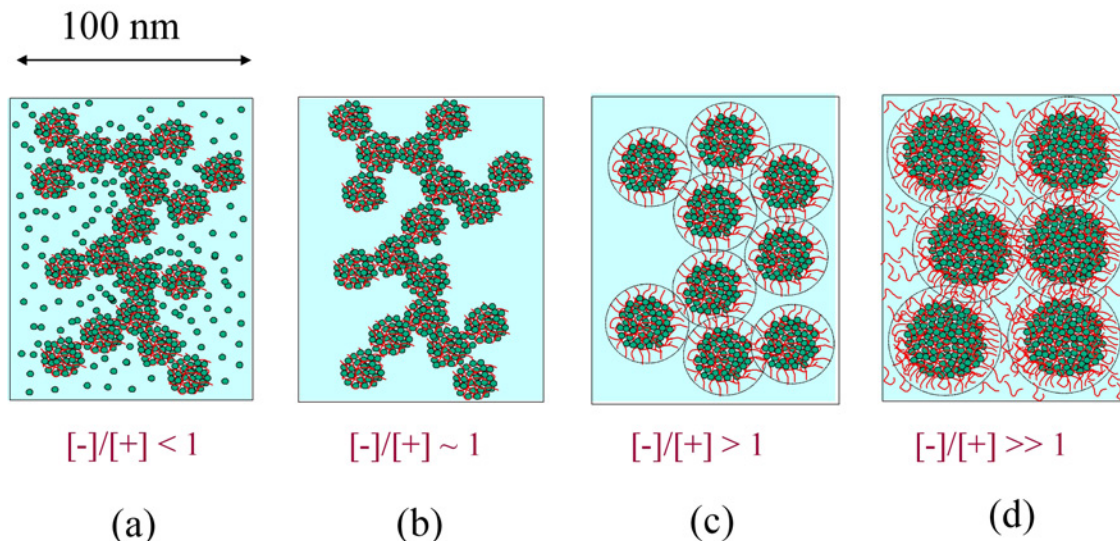 100 nm
[-]/[+] < 1
[-]/[+] ~ 1
[-]/[+] > 1
[-]/[+] >> 1
(a)
(b)
(c)
(d)